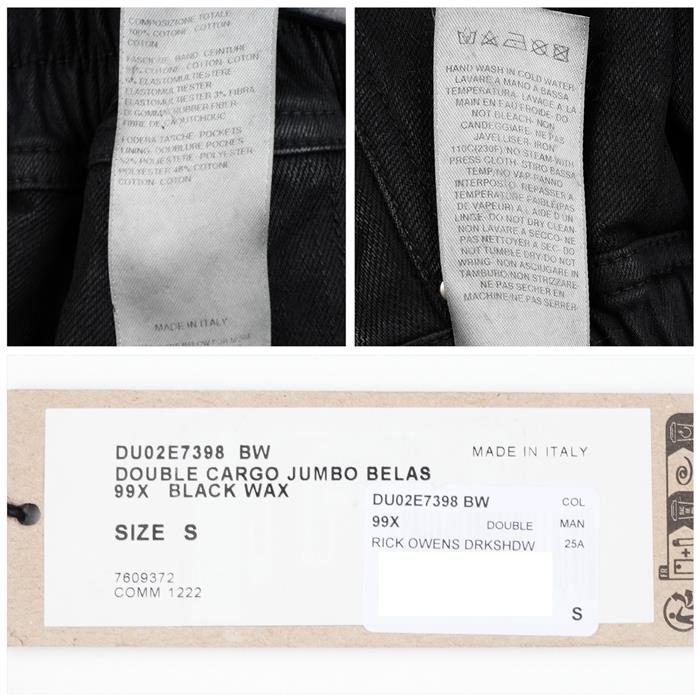 COMPOSIZIONE TOTALE:
100% COTONE COTTON-
COTON
FASCIA DE BAND CEINTURE
COTONE COTTON COTON
6% ELASTOMULTIESTERE
ELASTOMULTIESTERE
ELASTOMULTIESTER 3% FIBRA
DI GOMMA RUBBER FIBER-
FIBRE DE CAOUTCHOUC
FODERA TASCHE POCKETS
LINING- DOUBLURE POCHES
52% POLIESTERE- POLYESTER-
POLYESTER 48% COTONE-
COTTON- COTON
MADE IN ITALY
HAND WASH IN COLD WATER-
LAVARE A MANO A BASSA
TEMPERATURA- LAVAGE A LA
MAIN EN EAU FROIDE- DO
NOT BLEACH- NON
CANDEGGIARE- NE PAS
JAVELLISER- IRON
110C(230F) NO STEAM-WITH
PRESS CLOTH- STIRO BASSA
TEMP/NO VAP-PANNO
INTERPOSTO- REPASSER A
TEMPERATURE FAIBLE(PAS
DE VAPEUR) A L'AIDE D'UN
LINGE- DO NOT DRY CLEAN
NON LAVARE A SECCO- NE
PAS NETTOYER A SEC- DO
NOT TUMBLE DRY/DO NOT
WRING- NON ASCIUGARE IN
TAMBURO/NON STRIZZARE-
NE PAS SECHER EN
MACHINE/NE PAS SERRER
DU02E7398 BW
MADE IN ITALY
DOUBLE CARGO JUMBO BELAS
99X BLACK WAX
SIZE S
7609372
COMM 1222
DU02E7398 BW COL
99X DOUBLE MAN
RICK OWENS DRKSHDW 25A
S
FR